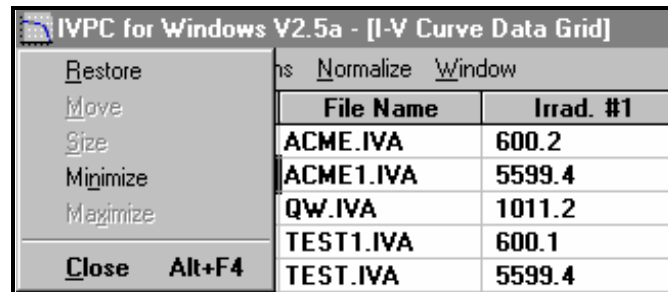 IVPC for Windows V2.5a - [I-V Curve Data Grid]
Restore
Move
Size
Minimize
Maximize
Close Alt+F4
ns Normalize Window
File Name Irrad. #1
ACME.IVA 600.2
ACME1.IVA 5599.4
QW.IVA 1011.2
TEST1.IVA 600.1
TEST.IVA 5599.4